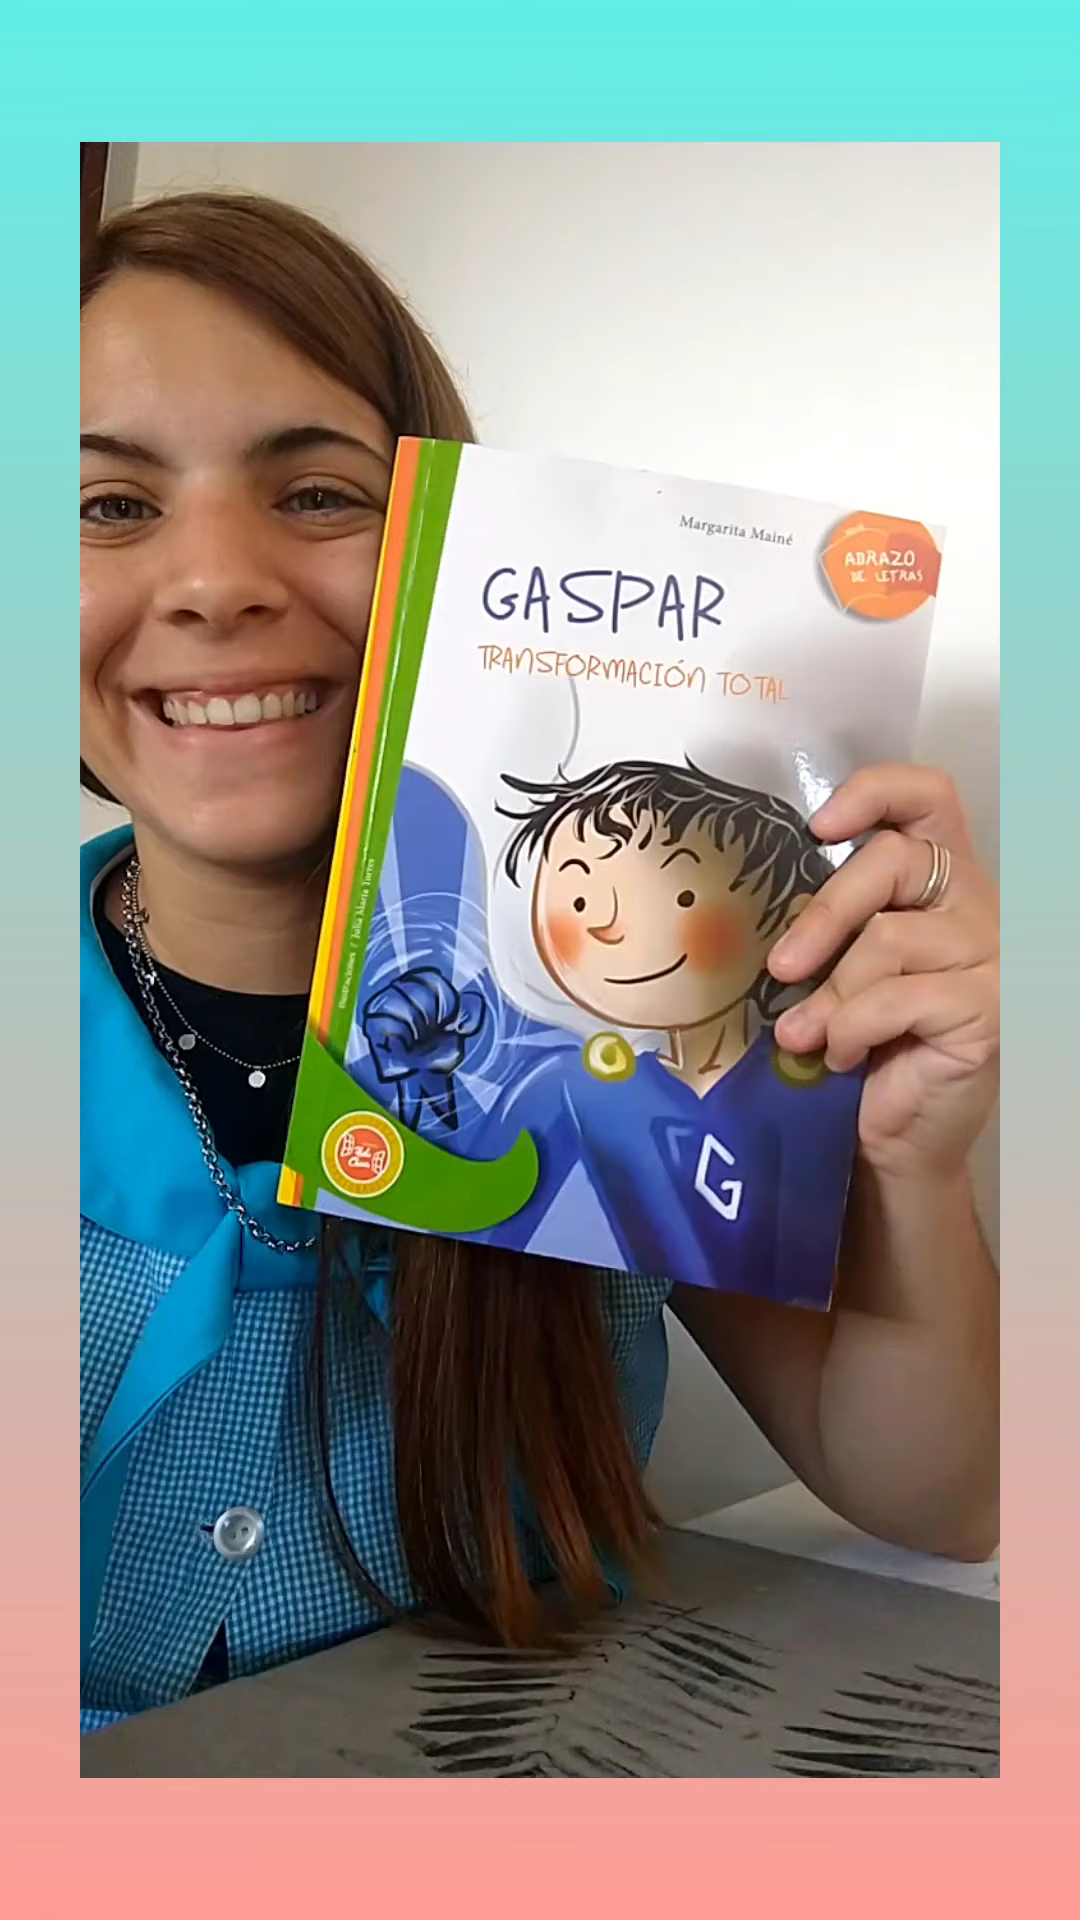 Margarita Mainé
ABRAZO
DE LETRAS
GASPAR
TRANSFORMACIÓN TOTAL
Ilustraciones / Julia María Torres
G